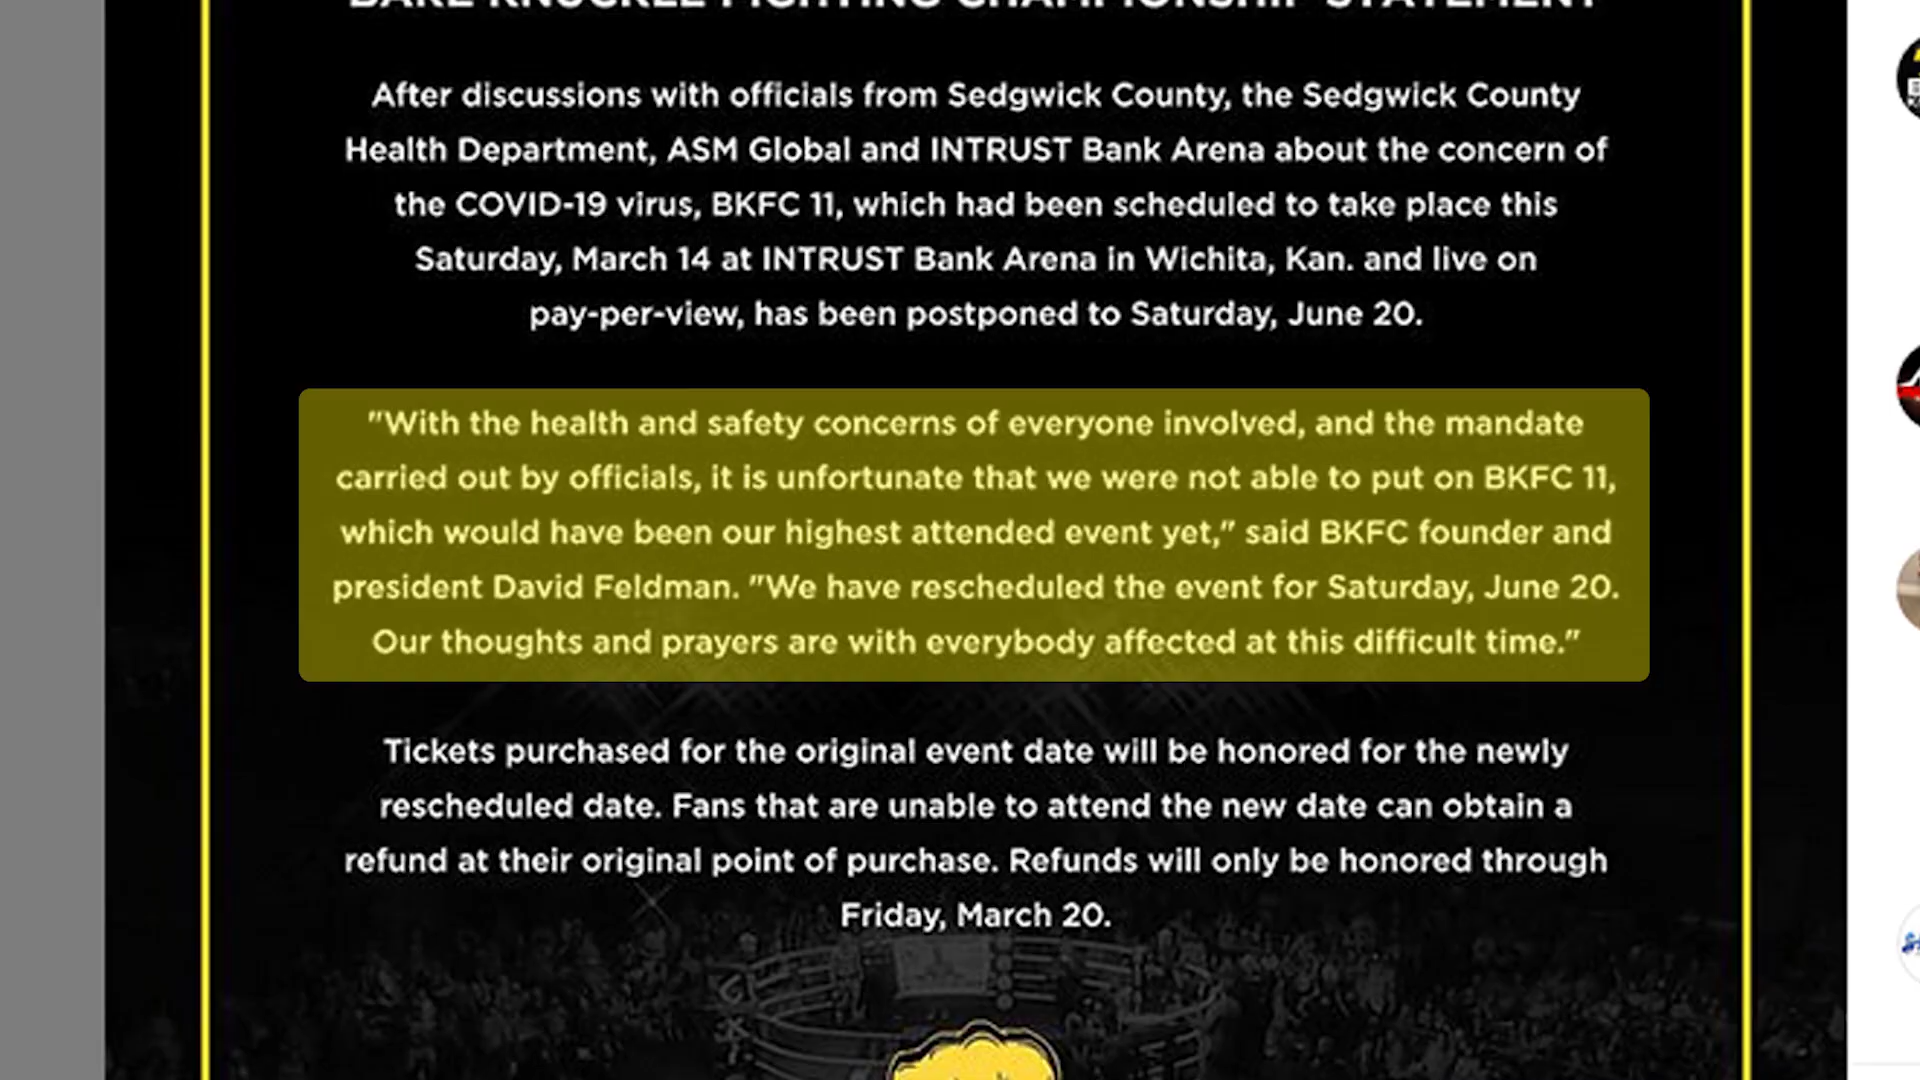 BARE KNUCKLE FIGHTING CHAMPIONSHIP STATEMENT
After discussions with officials from Sedgwick County, the Sedgwick County
Health Department, ASM Global and INTRUST Bank Arena about the concern of
the COVID-19 virus, BKFC 11, which had been scheduled to take place this
Saturday, March 14 at INTRUST Bank Arena in Wichita, Kan. and live on
pay-per-view, has been postponed to Saturday, June 20.
"With the health and safety concerns of everyone involved, and the mandate
carried out by officials, it is unfortunate that we were not able to put on BKFC 11,
which would have been our highest attended event yet," said BKFC founder and
president David Feldman. "We have rescheduled the event for Saturday, June 20.
Our thoughts and prayers are with everybody affected at this difficult time."
Tickets purchased for the original event date will be honored for the newly
rescheduled date. Fans that are unable to attend the new date can obtain a
refund at their original point of purchase. Refunds will only be honored through
Friday, March 20.